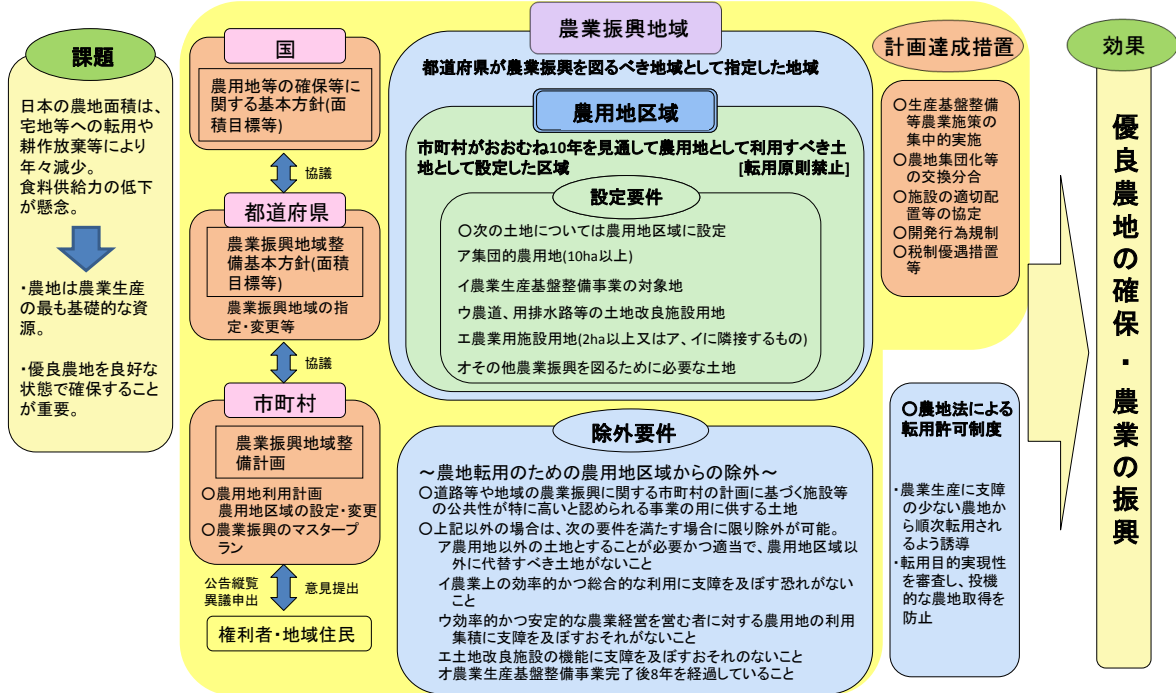 課題
日本の農地面積は、
宅地等への転用や
耕作放棄等により
年々減少。
食料供給力の低下
が懸念。
・農地は農業生産
の最も基礎的な資
源。
・優良農地を良好な
状態で確保すること
が重要。
国
農用地等の確保等に
関する基本方針(面
積目標等)
協議
都道府県
農業振興地域整
備基本方針(面積
目標等)
農業振興地域の指
定・変更等
協議
市町村
農業振興地域整
備計画
〇農用地利用計画
農用地区域の設定・変更
〇農業振興のマスタープ
ラン
公告縦覧
異議申出
意見提出
権利者・地域住民
農業振興地域
都道府県が農業振興を図るべき地域として指定した地域
農用地区域
市町村がおおむね10年を見通して農用地として利用すべき土
地として設定した区域 [転用原則禁止]
設定要件
〇次の土地については農用地区域に設定
ア集団的農用地(10ha以上)
イ農業生産基盤整備事業の対象地
ウ農道、用排水路等の土地改良施設用地
エ農業用施設用地(2ha以上又はア、イに隣接するもの)
オその他農業振興を図るために必要な土地
除外要件
～農地転用のための農用地区域からの除外～
〇道路等や地域の農業振興に関する市町村の計画に基づく施設等
の公共性が特に高いと認められる事業の用に供する土地
〇上記以外の場合は、次の要件を満たす場合に限り除外が可能。
ア農用地以外の土地とすることが必要かつ適当で、農用地区域以
外に代替すべき土地がないこと
イ農業上の効率的かつ総合的な利用に支障を及ぼす恐れがない
こと
ウ効率的かつ安定的な農業経営を営む者に対する農用地の利用
集積に支障を及ぼすおそれがないこと
エ土地改良施設の機能に支障を及ぼすおそれのないこと
オ農業生産基盤整備事業完了後8年を経過していること
計画達成措置
〇生産基盤整備
等農業施策の
集中的実施
〇農地集団化等
の交換分合
〇施設の適切配
置等の協定
〇開発行為規制
〇税制優遇措置
等
〇農地法による
転用許可制度
・農業生産に支障
の少ない農地か
ら順次転用され
るよう誘導
・転用目的実現性
を審査し、投機
的な農地取得を
防止
効果
優良農地の確保・農業の振興